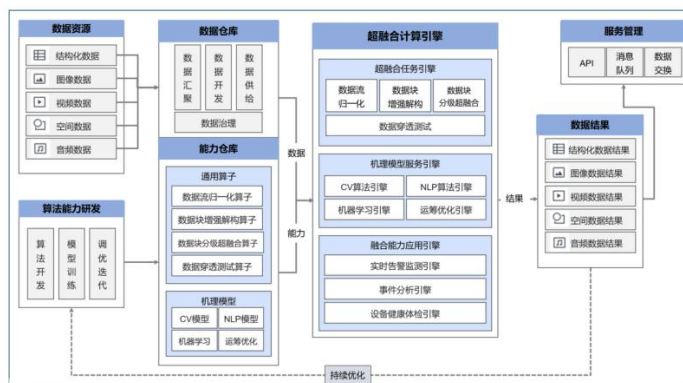 数据资源
结构化数据
图像数据
视频数据
空间数据
音频数据
算法能力研发
算法开发
模型训练
调优迭代
数据仓库
数据汇聚
数据开发
数据供给
数据治理
能力仓库
通用算子
数据流归一化算子
数据块增强解构算子
数据块分级超融合算子
数据穿透测试算子
机理模型
CV模型
NLP模型
机器学习
运筹优化
数据
能力
超融合计算引擎
超融合任务引擎
数据流
归一化
数据块
增强解构
数据块
分级超融合
数据穿透测试
机理模型服务引擎
CV算法引擎
NLP算法引擎
机器学习引擎
运筹优化引擎
融合能力应用引擎
实时告警监测引擎
事件分析引擎
设备健康体检引擎
结果
服务管理
API
消息
队列
数据
交换
数据结果
结构化数据结果
图像数据结果
视频数据结果
空间数据结果
音频数据结果
持续优化